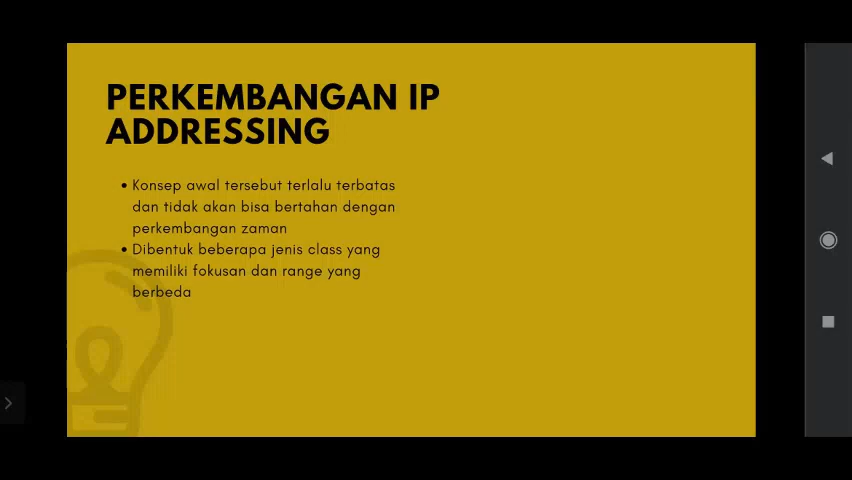 PERKEMBANGAN IP
ADDRESSING
• Konsep awal tersebut terlalu terbatas
dan tidak akan bisa bertahan dengan
perkembangan zaman
• Dibentuk beberapa jenis class yang
memiliki fokusan dan range yang
berbeda